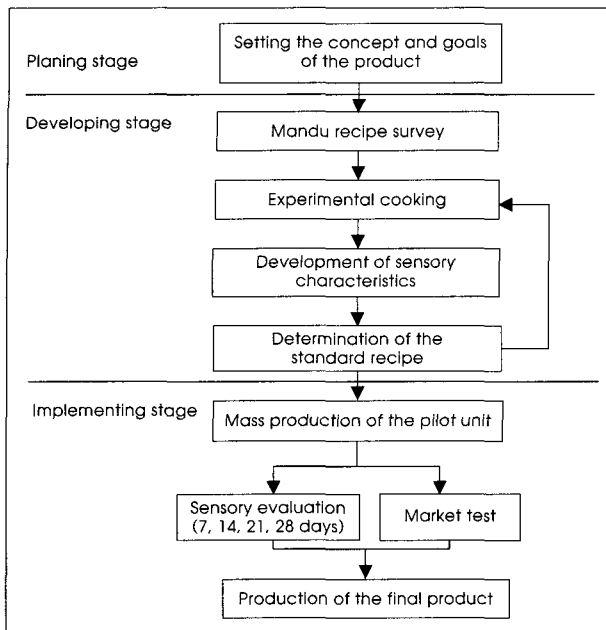 Setting the concept and goals
of the product
Planing stage
Developing stage
Mandu recipe survey
Experimental cooking
Development of sensory
characteristics
Determination of the
standard recipe
Implementing stage
Mass production of the pilot unit
Sensory evaluation
(7, 14, 21, 28 days)
Market test
Production of the final product